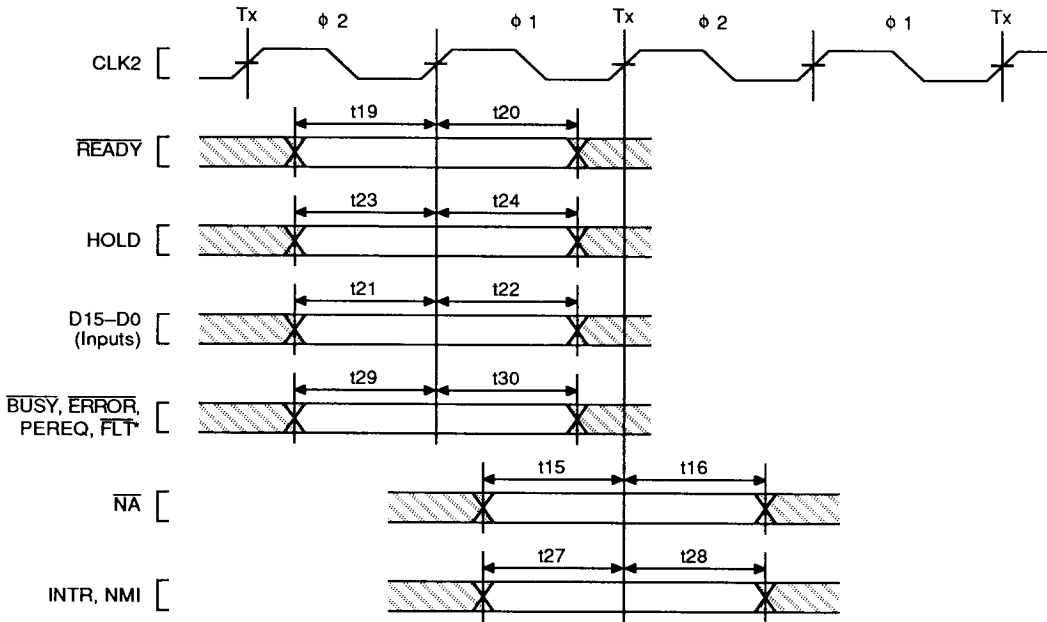 Tx φ 2 φ 1 Tx φ 2 φ 1 Tx
CLK2
t19 t20
READY
t23 t24
HOLD
t21 t22
D15–D0
(Inputs)
t29 t30
BUSY, ERROR,
PEREQ, FLT*
t15 t16
NA
t27 t28
INTR, NMI